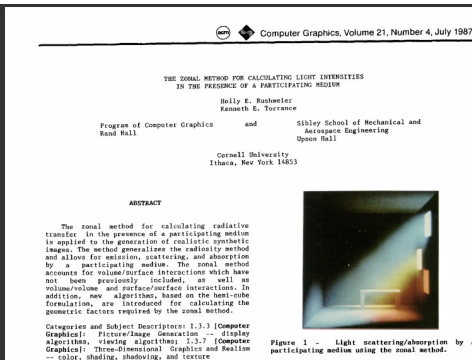 acm
Computer Graphics, Volume 21, Number 4, July 1987
THE ZONAL METHOD FOR CALCULATING LIGHT INTENSITIES
IN THE PRESENCE OF A PARTICIPATING MEDIUM
Holly E. Rushmeier
Kenneth E. Torrance
Program of Computer Graphics and Sibley School of Mechanical and
Rand Hall Aerospace Engineering
Upson Hall
Cornell University
Ithaca, New York 14853
ABSTRACT
The zonal method for calculating radiative
transfer in the presence of a participating medium
is applied to the generation of realistic synthetic
images. The method generalizes the radiosity method
and allows for emission, scattering, and absorption
by a participating medium. The zonal method
accounts for volume/surface interactions which have
not been previously included, as well as
volume/volume and surface/surface interactions. In
addition, new algorithms, based on the hemi-cube
formulation, are introduced for calculating the
geometric factors required by the zonal method.
Categories and Subject Descriptors: I.3.3 [Computer
Graphics]: Picture/Image Generation -- display
algorithms, viewing algorithms; I.3.7 [Computer
Graphics]: Three-Dimensional Graphics and Realism
-- color, shading, shadowing, and texture
Figure 1 - Light scattering/absorption by
participating medium using the zonal method.